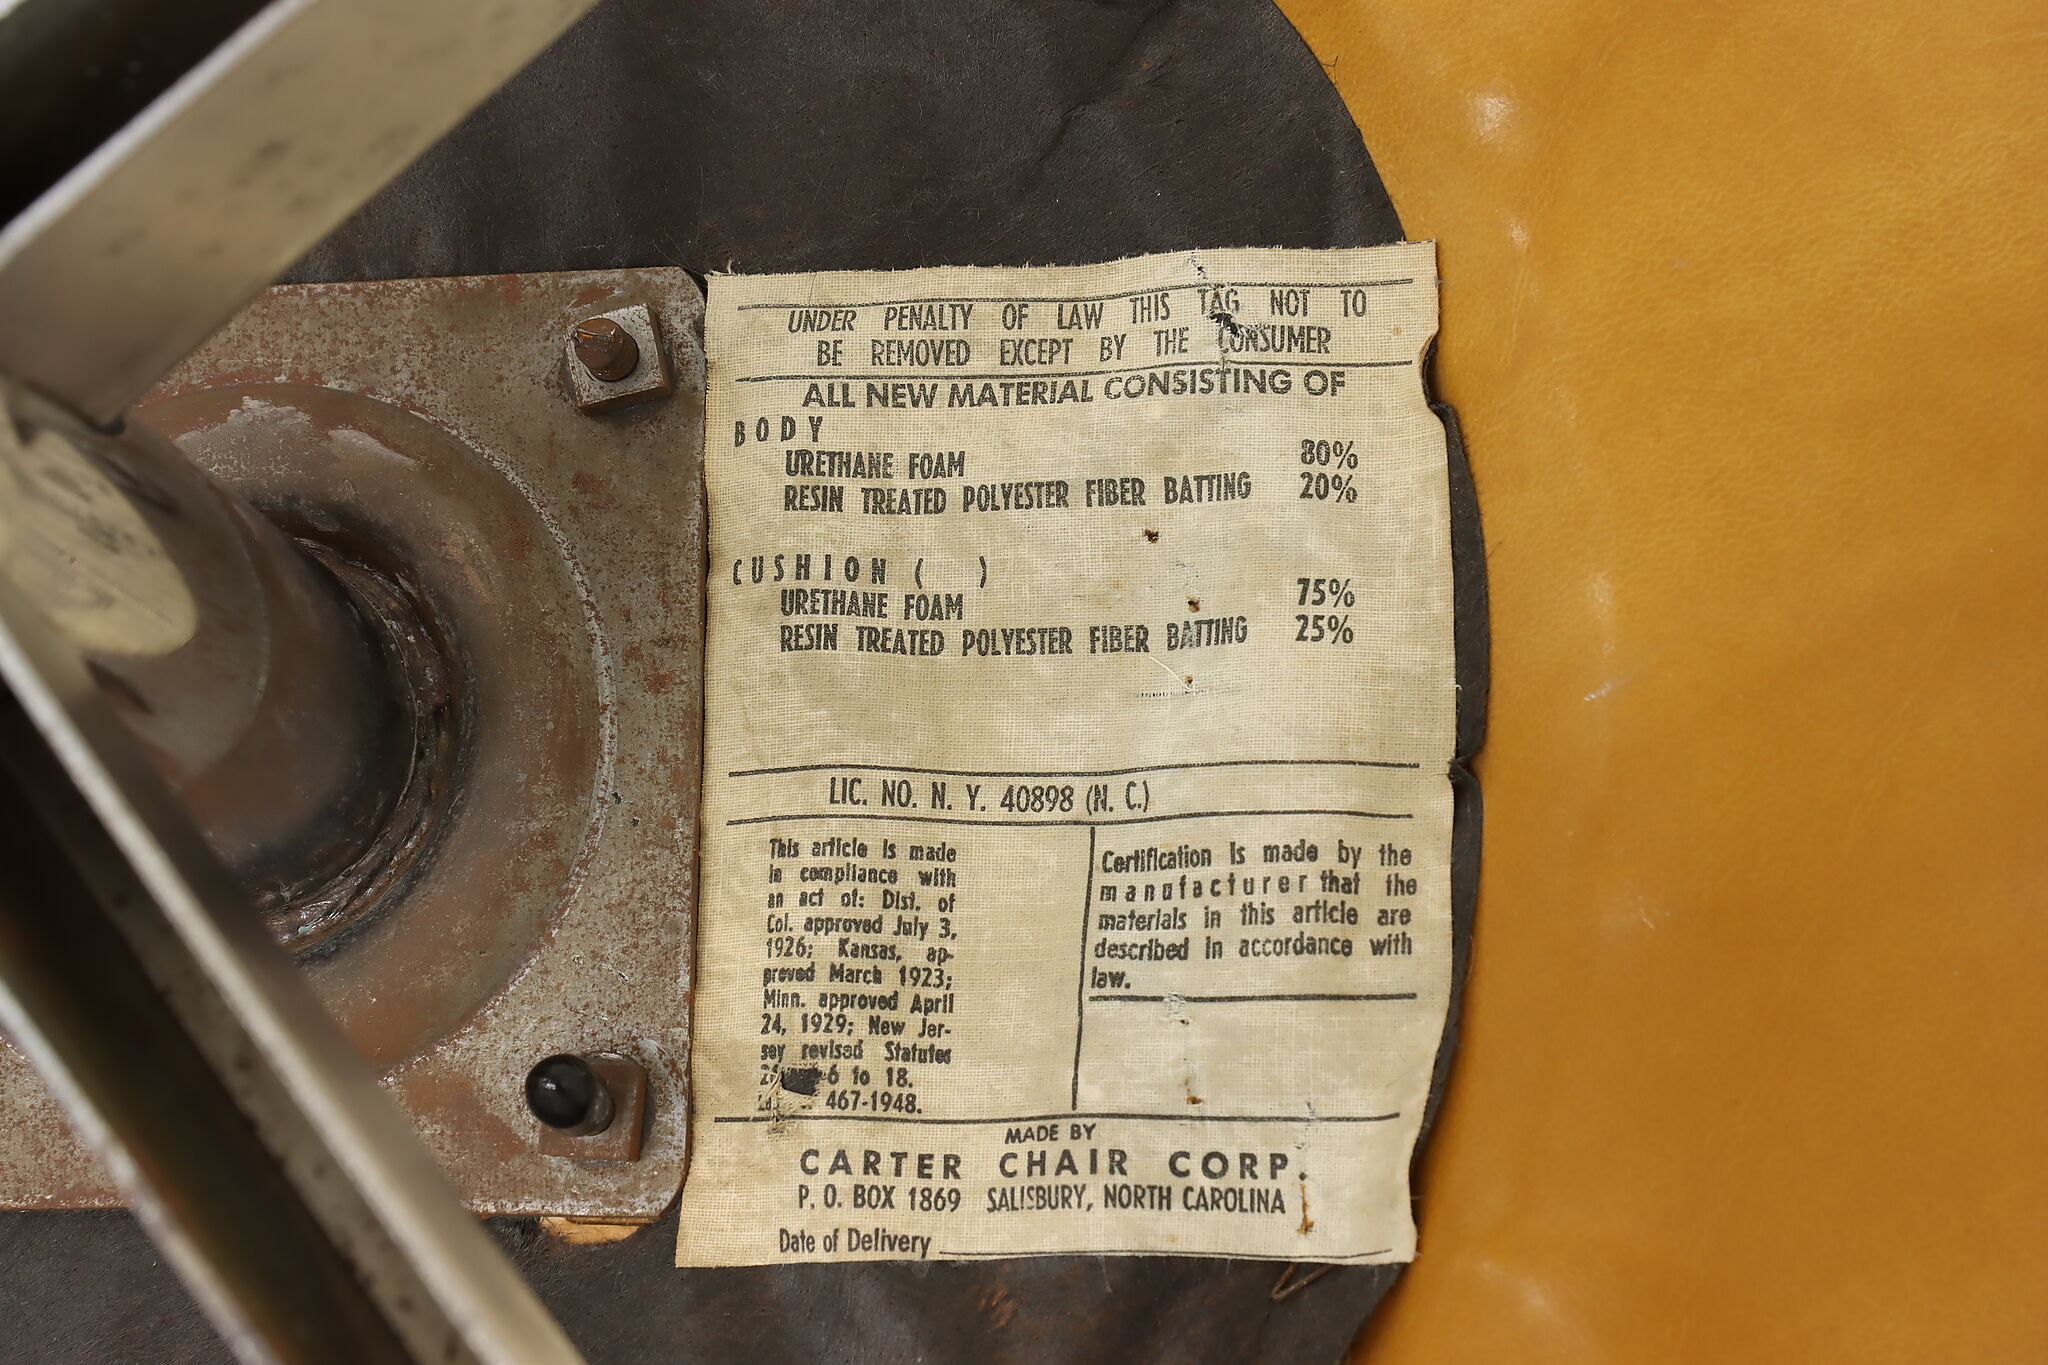 UNDER PENALTY OF LAW THIS TAG NOT TO
BE REMOVED EXCEPT BY THE CONSUMER
ALL NEW MATERIAL CONSISTING OF
BODY
URETHANE FOAM 80%
RESIN TREATED POLYESTER FIBER BATTING 20%
CUSHION ( )
URETHANE FOAM 75%
RESIN TREATED POLYESTER FIBER BATTING 25%
LIC. NO. N. Y. 40898 (N. C.)
This article is made
in compliance with
an act of: Dist. of
Col. approved July 3,
1926; Kansas, ap-
proved March 1923;
Minn. approved April
24, 1929; New Jer-
sey revised Statutes
6 to 18.
467-1948.
Certification is made by the
manufacturer that the
materials in this article are
described in accordance with
law.
MADE BY
CARTER CHAIR CORP.
P. O. BOX 1869 SALISBURY, NORTH CAROLINA
Date of Delivery